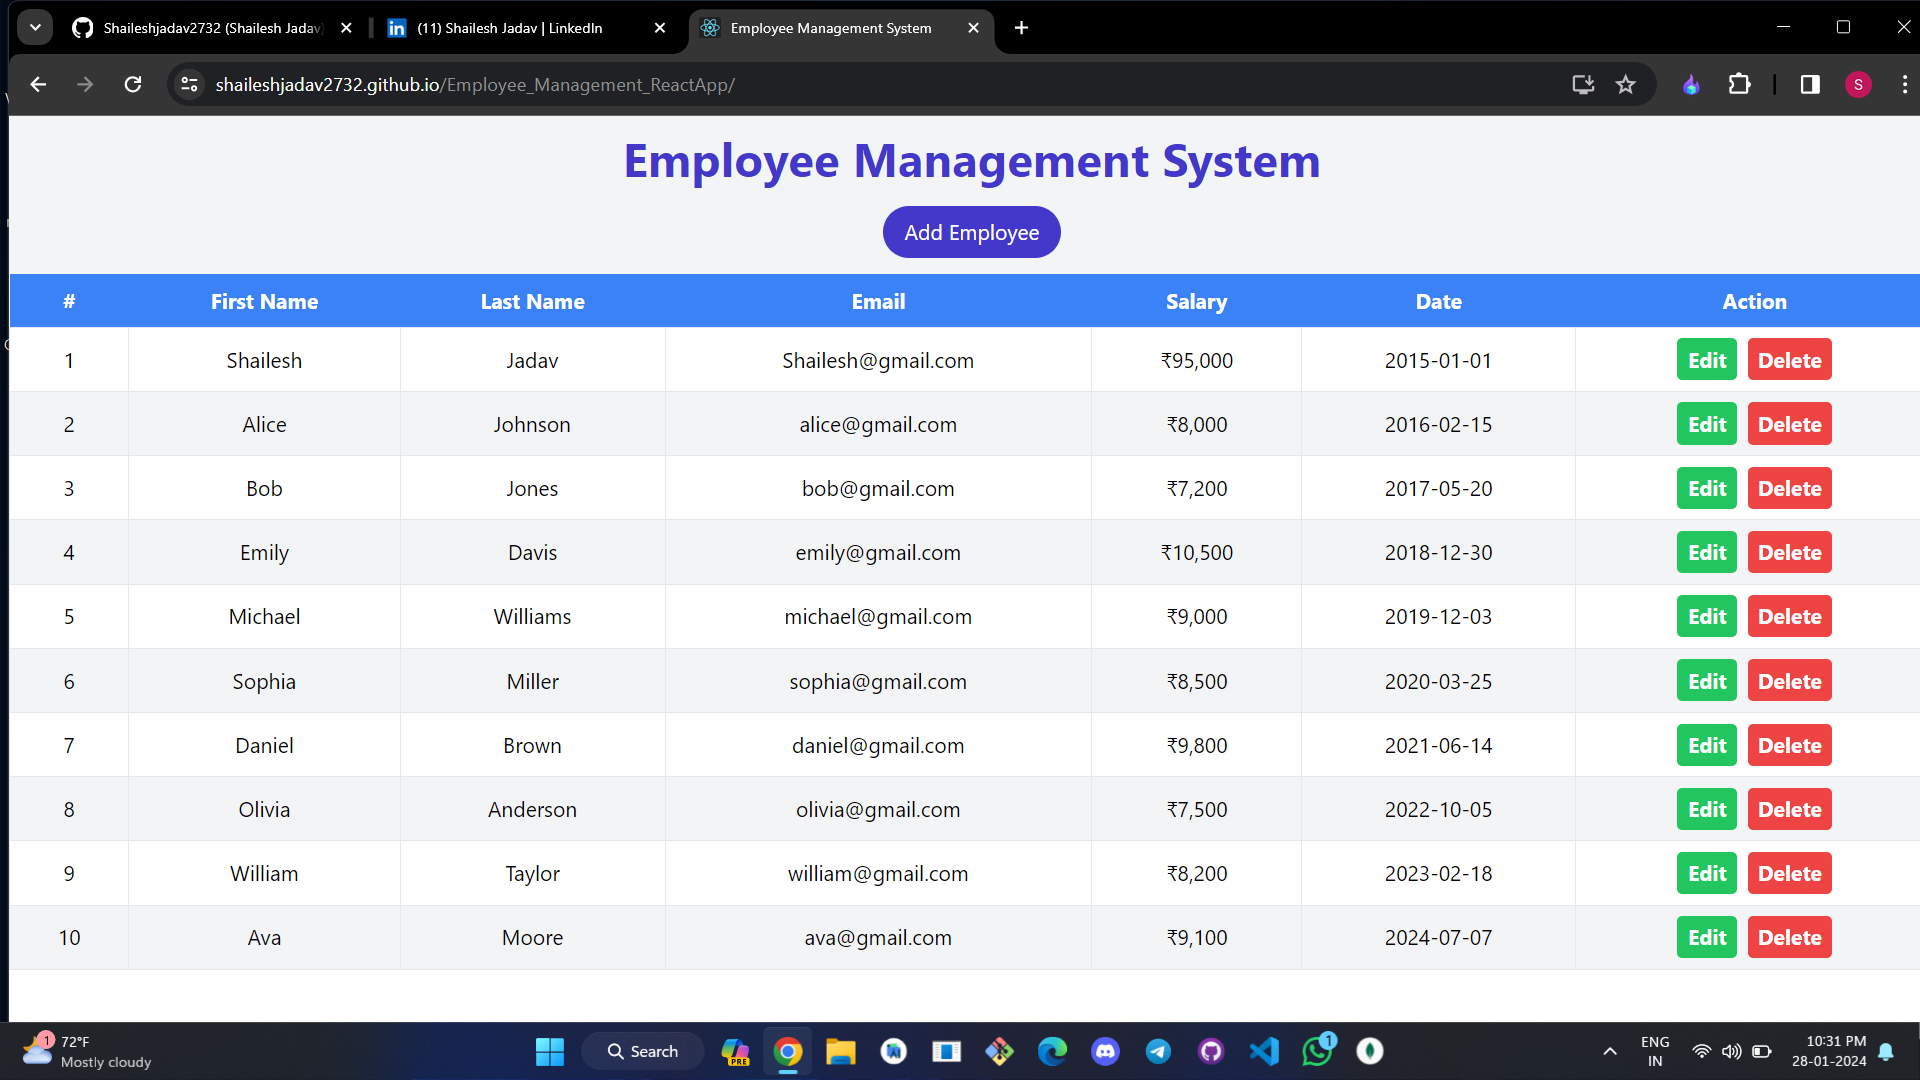 Shaileshjadav2732 (Shailesh Jadav)
(11) Shailesh Jadav | LinkedIn
Employee Management System
shaileshjadav2732.github.io/Employee_Management_ReactApp/
S
Employee Management System
Add Employee
# First Name Last Name Email Salary Date Action
1 Shailesh Jadav Shailesh@gmail.com ₹95,000 2015-01-01 Edit Delete
2 Alice Johnson alice@gmail.com ₹8,000 2016-02-15 Edit Delete
3 Bob Jones bob@gmail.com ₹7,200 2017-05-20 Edit Delete
4 Emily Davis emily@gmail.com ₹10,500 2018-12-30 Edit Delete
5 Michael Williams michael@gmail.com ₹9,000 2019-12-03 Edit Delete
6 Sophia Miller sophia@gmail.com ₹8,500 2020-03-25 Edit Delete
7 Daniel Brown daniel@gmail.com ₹9,800 2021-06-14 Edit Delete
8 Olivia Anderson olivia@gmail.com ₹7,500 2022-10-05 Edit Delete
9 William Taylor william@gmail.com ₹8,200 2023-02-18 Edit Delete
10 Ava Moore ava@gmail.com ₹9,100 2024-07-07 Edit Delete
1
72°F
Mostly cloudy
Search
PRE
1
ENG
IN
10:31 PM
28-01-2024